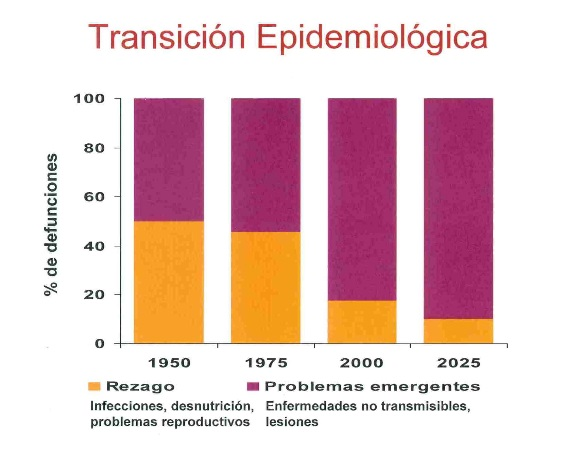 Transición Epidemiológica
% de defunciones
100
80
60
40
20
0
1950 1975 2000 2025
Rezago Problemas emergentes
Infecciones, desnutrición, Enfermedades no transmisibles,
problemas reproductivos lesiones